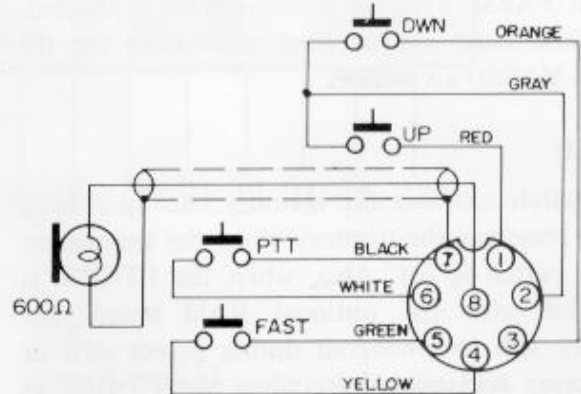 DWN
ORANGE
GRAY
UP
RED
PTT
BLACK
7
1
600Ω
WHITE
6
8
2
FAST
GREEN
5
4
3
YELLOW